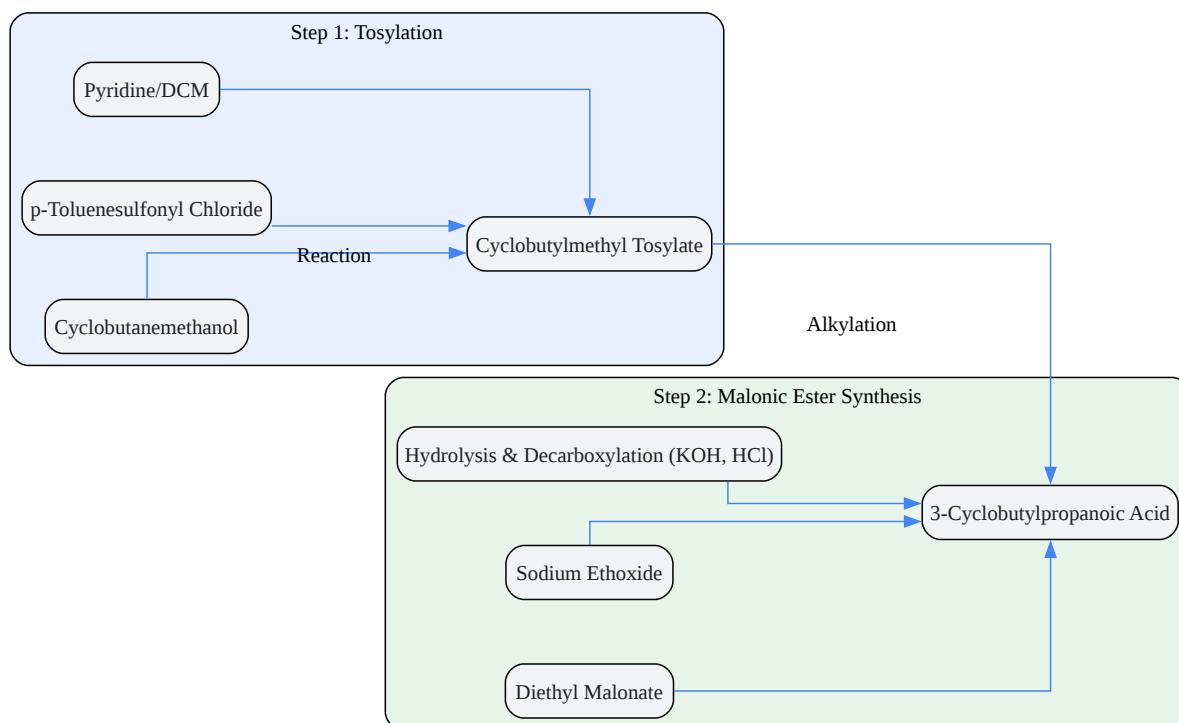 Step 1: Tosylation
Pyridine/DCM
p-Toluenesulfonyl Chloride
Cyclobutylmethyl Tosylate
Reaction
Cyclobutanemethanol
Alkylation
Step 2: Malonic Ester Synthesis
Hydrolysis & Decarboxylation (KOH, HCl)
3-Cyclobutylpropanoic Acid
Sodium Ethoxide
Diethyl Malonate